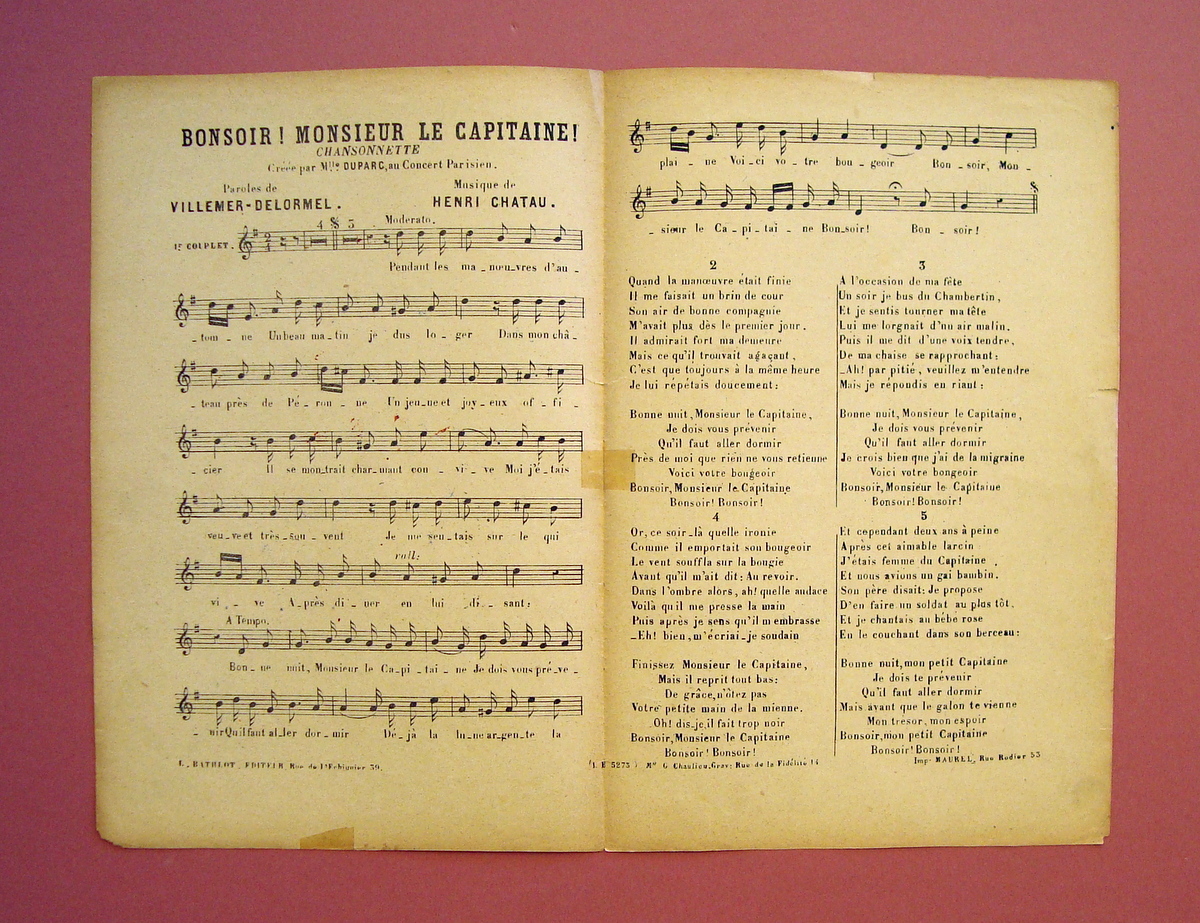 BONSOIR ! MONSIEUR LE CAPITAINE !
CHANSONNETTE
Créée par Mlle DUPARC, au Concert Parisien.
Paroles de
VILLEMER-DELORMEL.
Musique de
HENRI CHATAU.
4 3 Moderato.
1r COUPLET.
Pendant les ma_nœu_vres d'au_
_tom_ne Un beau ma_tin je dus lo_ger Dans mon châ_
_teau près de Pé_ron_ne Un jeu_ne et joy_eux of_fi_
_cier Il se mon_trait char_mant con_vi_ve Moi j'é_tais
veu_ve et très_sou_vent Je me sen_tais sur le qui
rall:
vi_ve A_près di_ner en lui di_sant:
A Tempo.
Bon_ne nuit, Monsieur le Ca_pi_tai_ne Je dois vous pré_ve_
_nir Qu'il faut al_ler dor_mir Dé_jà la lu_ne ar_gen_te la
L. BATHLOT, EDITEUR, Rue de l'Echiquier 39.
plai_ne Voi_ci vo_tre bou_geoir Bon_soir, Mon_
_sieur le Ca_pi_tai_ne Bon_soir! Bon_soir!
2
Quand la manœuvre était finie
Il me faisait un brin de cour
Son air de bonne compagnie
M'avait plus dès le premier jour.
Il admirait fort ma demeure
Mais ce qu'il trouvait agaçant,
C'est que toujours à la même heure
Je lui répétais doucement:
Bonne nuit, Monsieur le Capitaine,
Je dois vous prévenir
Qu'il faut aller dormir
Près de moi que rien ne vous retienne
Voici votre bougeoir
Bonsoir, Monsieur le Capitaine
Bonsoir! Bonsoir!
3
A l'occasion de ma fête
Un soir je bus du Chambertin,
Et je sentis tourner ma tête
Lui me lorgnait d'un air malin.
Puis il me dit d'une voix tendre,
De ma chaise se rapprochant:
_Ah! par pitié, veuillez m'entendre
Mais je répondis en riant:
Bonne nuit, Monsieur le Capitaine,
Je dois vous prévenir
Qu'il faut aller dormir
Je crois bien que j'ai de la migraine
Voici votre bougeoir
Bonsoir, Monsieur le Capitaine
Bonsoir! Bonsoir!
4
Or, ce soir_là quelle ironie
Comme il emportait son bougeoir
Le vent souffla sur la bougie
Avant qu'il m'ait dit: Au revoir.
Dans l'ombre alors, ah! quelle audace
Voilà qu'il me presse la main
Puis après je sens qu'il m'embrasse
_Eh! bien, m'écriai_je soudain
Finissez Monsieur le Capitaine,
Mais il reprit tout bas:
De grâce, n'ôtez pas
Votre petite main de la mienne.
_Oh! dis_je, il fait trop noir
Bonsoir, Monsieur le Capitaine
Bonsoir! Bonsoir!
5
Et cependant deux ans à peine
Après cet aimable larcin
J'étais femme du Capitaine,
Et nous avions un gai bambin.
Son père disait: Je propose
D'en faire un soldat au plus tôt.
Et je chantais au bébé rose
En le couchant dans son berceau:
Bonne nuit, mon petit Capitaine
Je dois te prévenir
Qu'il faut aller dormir
Mais avant que le galon te vienne
Mon trésor, mon espoir
Bonsoir, mon petit Capitaine
Bonsoir! Bonsoir!
(L B 5273) Mce G Chaulieu, Grav: Rue de la Fidélité 14
Imp. MAUREL, Rue Rodier 53